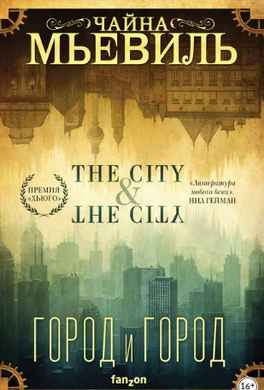 ЧАЙНА
МЬЕВИЛЬ
THE CITY
&
THE CITY
ПРЕМИЯ
«ХЬЮГО»
«Литература
нового века».
НИЛ ГЕЙМАН
ГОРОД И ГОРОД
fanzon
16+